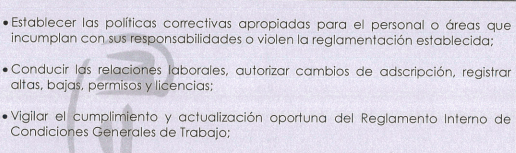 • Establecer las políticas correctivas apropiadas para el personal o áreas que
incumplan con sus responsabilidades o violen la reglamentación establecida;
• Conducir las relaciones laborales, autorizar cambios de adscripción, registrar
altas, bajas, permisos y licencias;
• Vigilar el cumplimiento y actualización oportuna del Reglamento Interno de
Condiciones Generales de Trabajo;